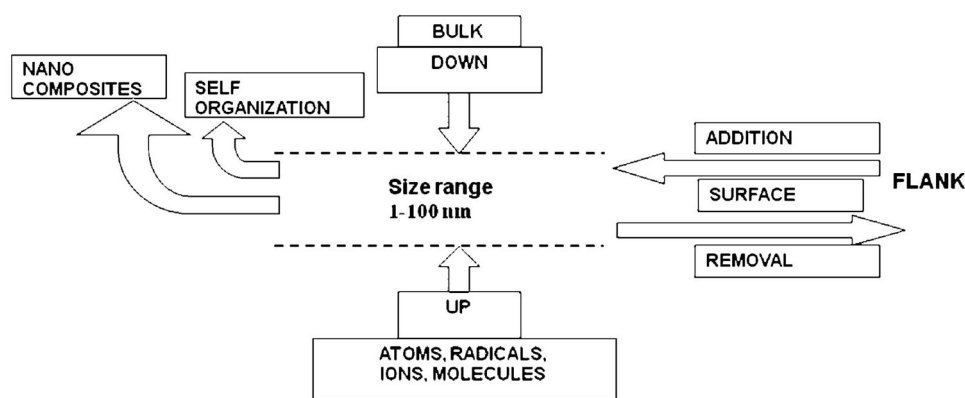 BULK
DOWN
NANO
COMPOSITES
SELF
ORGANIZATION
ADDITION
SURFACE
REMOVAL
FLANK
Size range
1-100 nm
UP
ATOMS, RADICALS,
IONS, MOLECULES